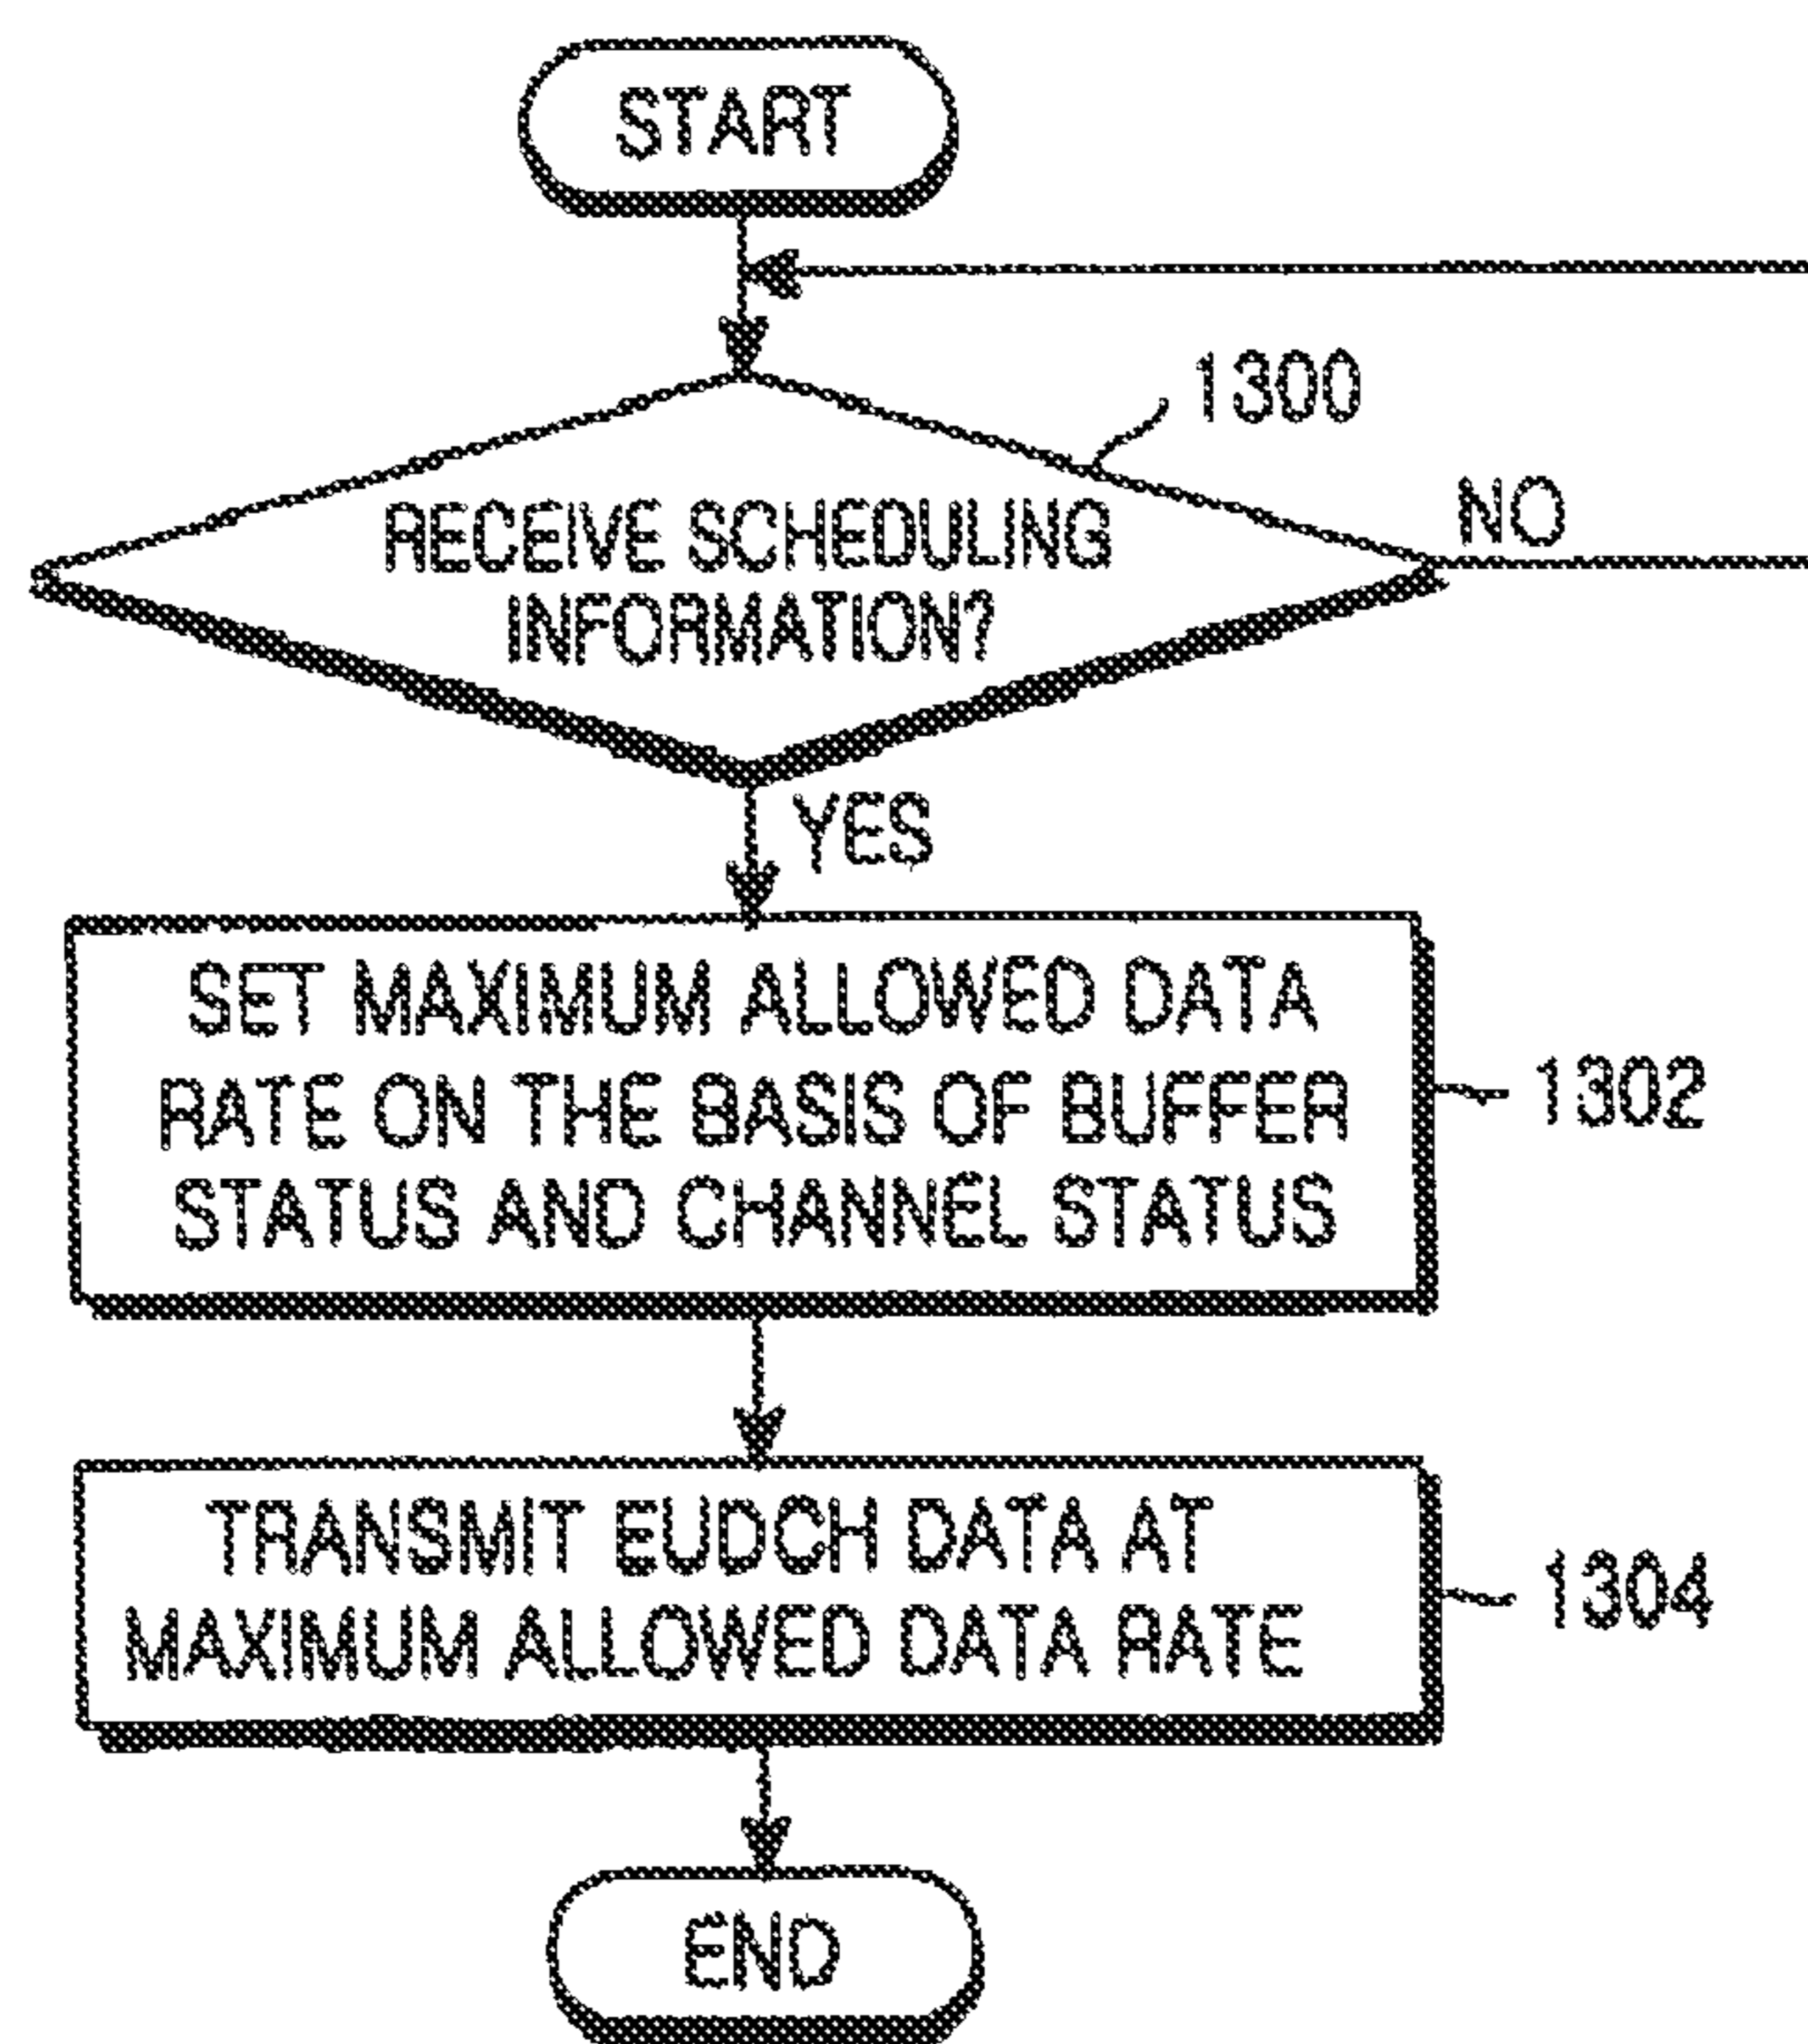 START
1300
RECEIVE SCHEDULING
INFORMATION?
NO
YES
SET MAXIMUM ALLOWED DATA
RATE ON THE BASIS OF BUFFER
STATUS AND CHANNEL STATUS
1302
TRANSMIT EUDCH DATA AT
MAXIMUM ALLOWED DATA RATE
1304
END